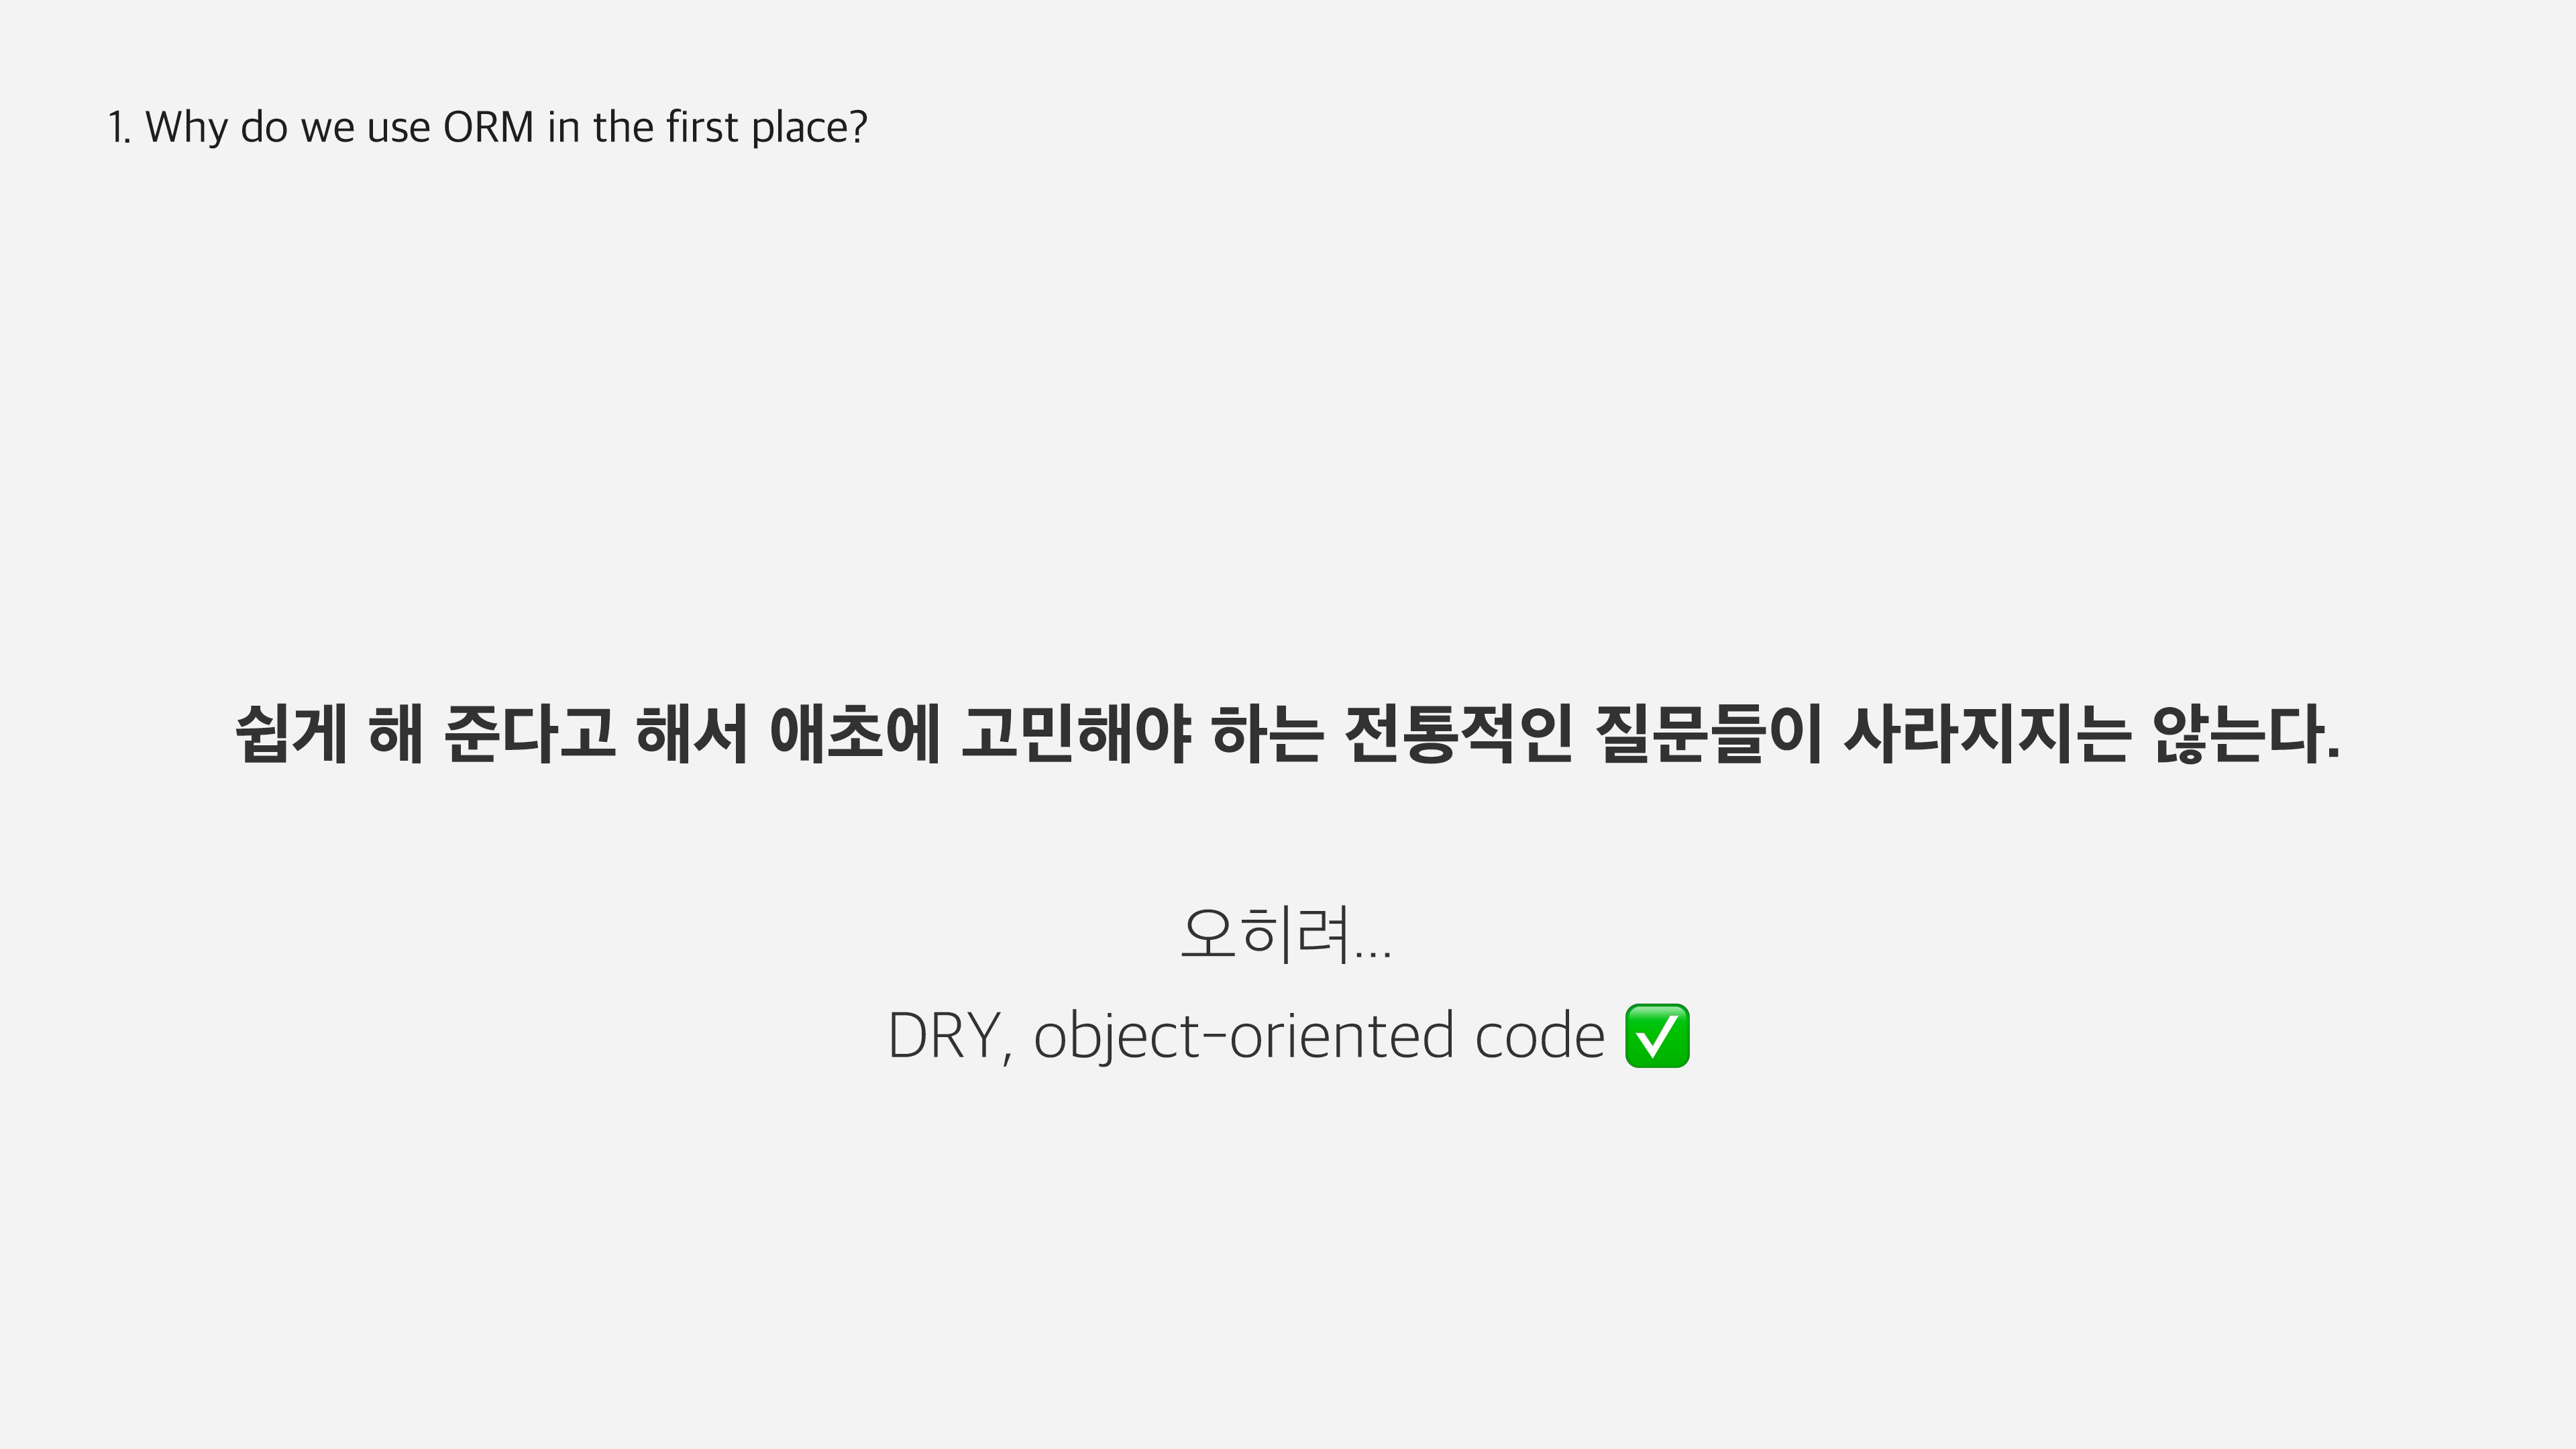 1. Why do we use ORM in the first place?
쉽게 해 준다고 해서 애초에 고민해야 하는 전통적인 질문들이 사라지지는 않는다.
오히려...
DRY, object-oriented code ✅